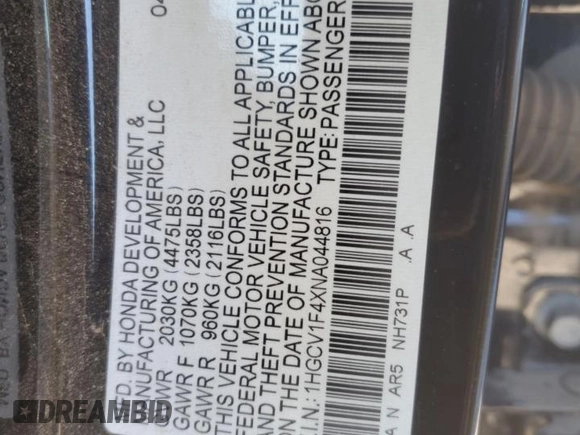 04
FD. BY HONDA DEVELOPMENT &
NUFACTURING OF AMERICA, LLC
2030KG (4475LBS)
GAWR F 1070KG (2358LBS)
GAWR R 960KG (2116LBS)
THIS VEHICLE CONFORMS TO ALL APPLICABLE
FEDERAL MOTOR VEHICLE SAFETY, BUMPER,
AND THEFT PREVENTION STANDARDS IN EFF
ON THE DATE OF MANUFACTURE SHOWN ABO
V.I.N.: 1HGCV1F4XNA044816 TYPE: PASSENGER
A N AR5 NH731P .A .A
DREAMBID